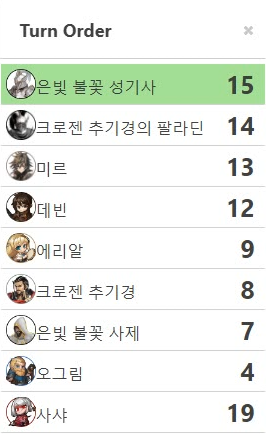 Turn Order
은빛 불꽃 성기사 15
크로젠 추기경의 팔라딘 14
미르 13
데빈 12
에리알 9
크로젠 추기경 8
은빛 불꽃 사제 7
오그림 4
사샤 19